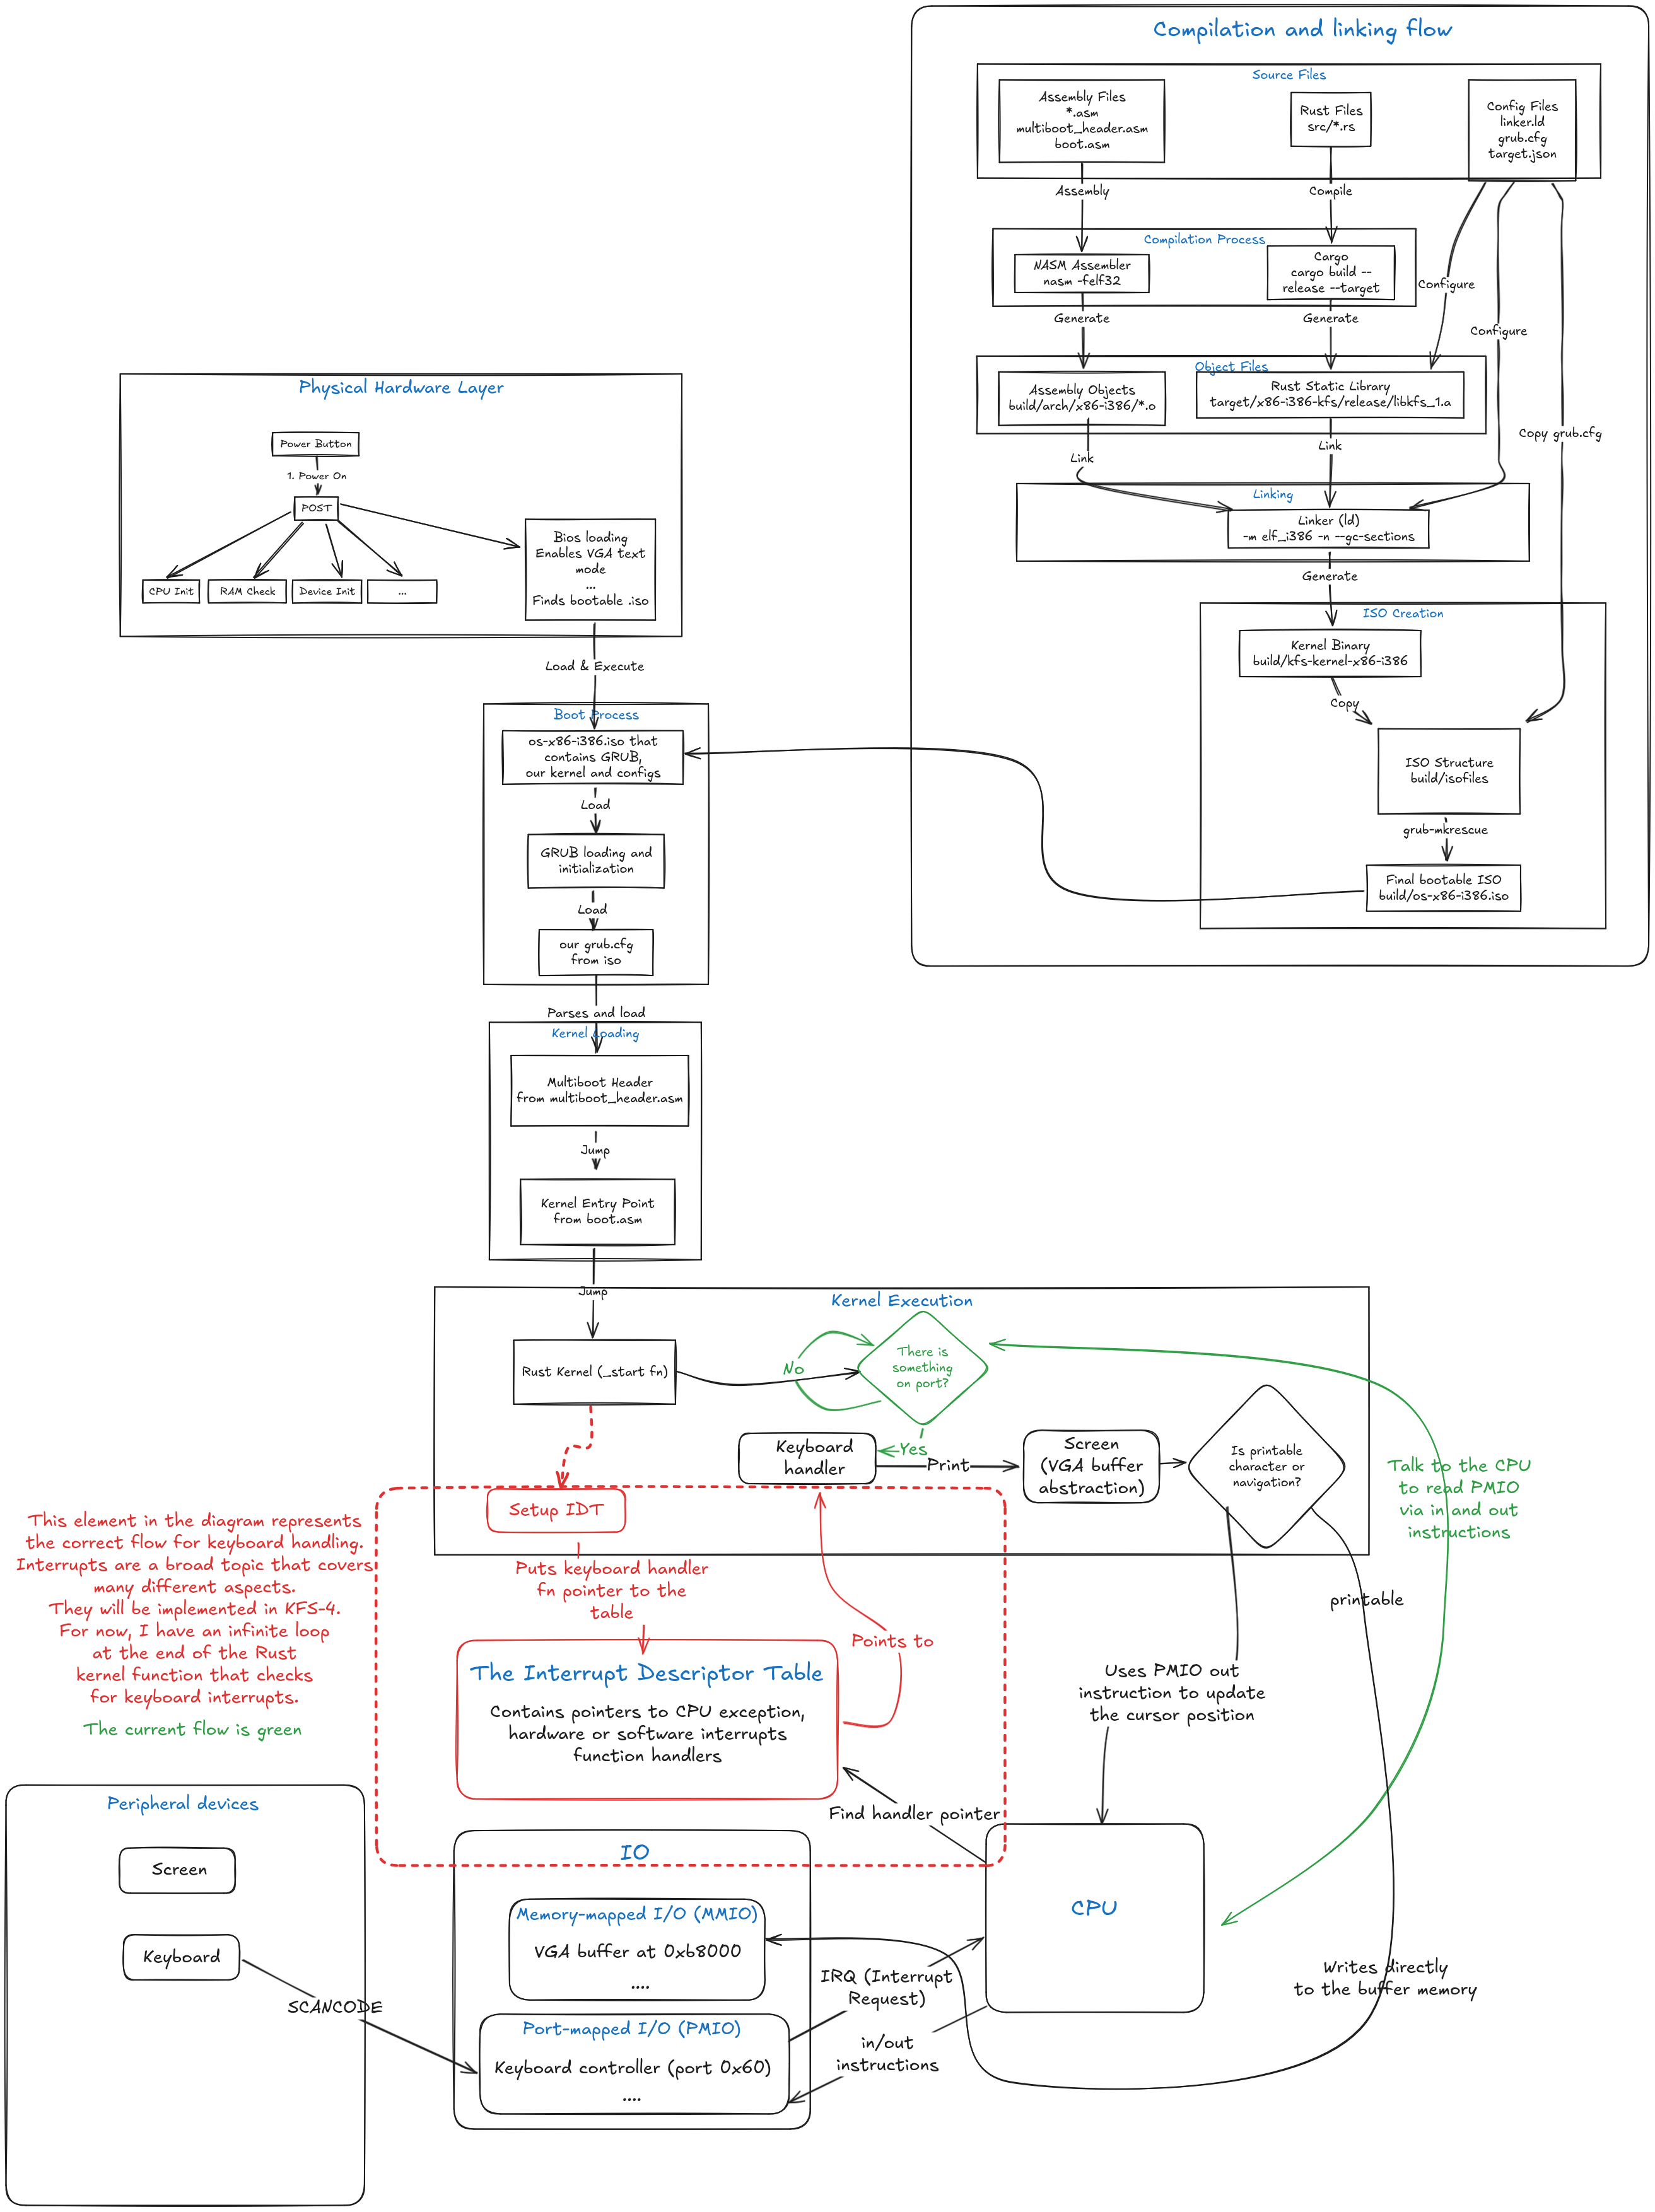 Compilation and linking flow
Source Files
Assembly Files
*.asm
multiboot_header.asm
boot.asm
Rust Files
src/*.rs
Config Files
linker.ld
grub.cfg
target.json
Assembly
Compile
Compilation Process
NASM Assembler
nasm -felf32
Cargo
cargo build --
release --target
Configure
Configure
Generate
Generate
Object Files
Assembly Objects
build/arch/x86-i386/*.o
Rust Static Library
target/x86-i386-kfs/release/libkfs_1.a
Copy grub.cfg
Link
Link
Linking
Linker (ld)
-m elf_i386 -n --gc-sections
Generate
ISO Creation
Kernel Binary
build/kfs-kernel-x86-i386
Copy
ISO Structure
build/isofiles
grub-mkrescue
Final bootable ISO
build/os-x86-i386.iso
Physical Hardware Layer
Power Button
1. Power On
POST
CPU Init
RAM Check
Device Init
...
Bios loading
Enables VGA text
mode
...
Finds bootable .iso
Load & Execute
Boot Process
os-x86-i386.iso that
contains GRUB,
our kernel and configs
Load
GRUB loading and
initialization
Load
our grub.cfg
from iso
Parses and load
Kernel Loading
Multiboot Header
from multiboot_header.asm
Jump
Kernel Entry Point
from boot.asm
Jump
Kernel Execution
Rust Kernel (_start fn)
No
There is
something
on port?
Yes
Keyboard
handler
Print
Screen
(VGA buffer
abstraction)
Is printable
character or
navigation?
Talk to the CPU
to read PMIO
via in and out
instructions
Setup IDT
This element in the diagram represents
the correct flow for keyboard handling.
Interrupts are a broad topic that covers
many different aspects.
They will be implemented in KFS-4.
For now, I have an infinite loop
at the end of the Rust
kernel function that checks
for keyboard interrupts.
The current flow is green
Puts keyboard handler
fn pointer to the
table
Points to
printable
The Interrupt Descriptor Table
Contains pointers to CPU exception,
hardware or software interrupts
function handlers
Uses PMIO out
instruction to update
the cursor position
Find handler pointer
Peripheral devices
Screen
Keyboard
SCANCODE
IO
Memory-mapped I/O (MMIO)
VGA buffer at 0xb8000
....
Port-mapped I/O (PMIO)
Keyboard controller (port 0x60)
....
CPU
IRQ (Interrupt
Request)
in/out
instructions
Writes directly
to the buffer memory